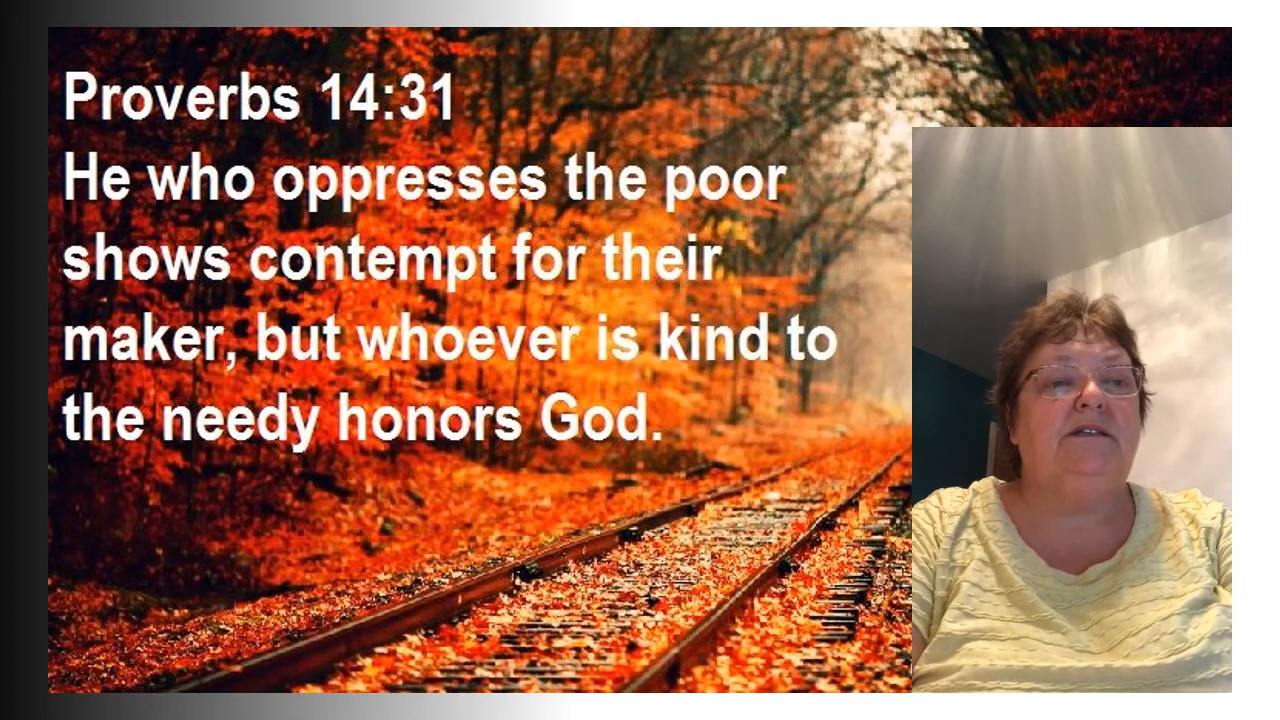 Proverbs 14:31
He who oppresses the poor
shows contempt for their
maker, but whoever is kind to
the needy honors God.